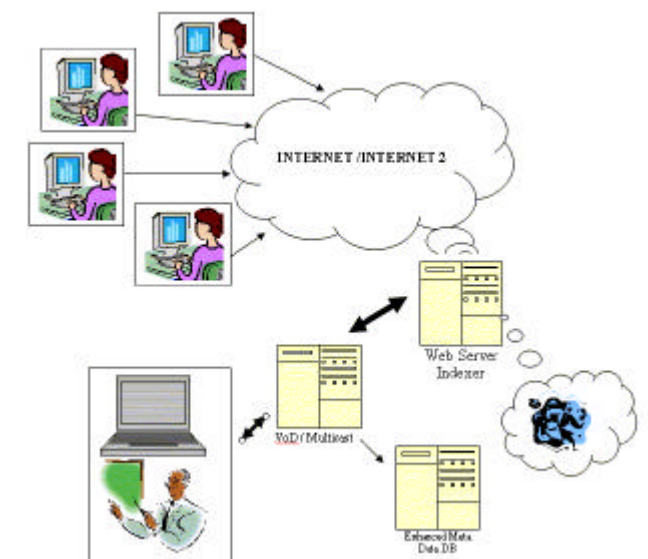 INTERNET /INTERNET 2
Web Server
Indexer
VoD / Multicast
Enhanced Meta
Data DB